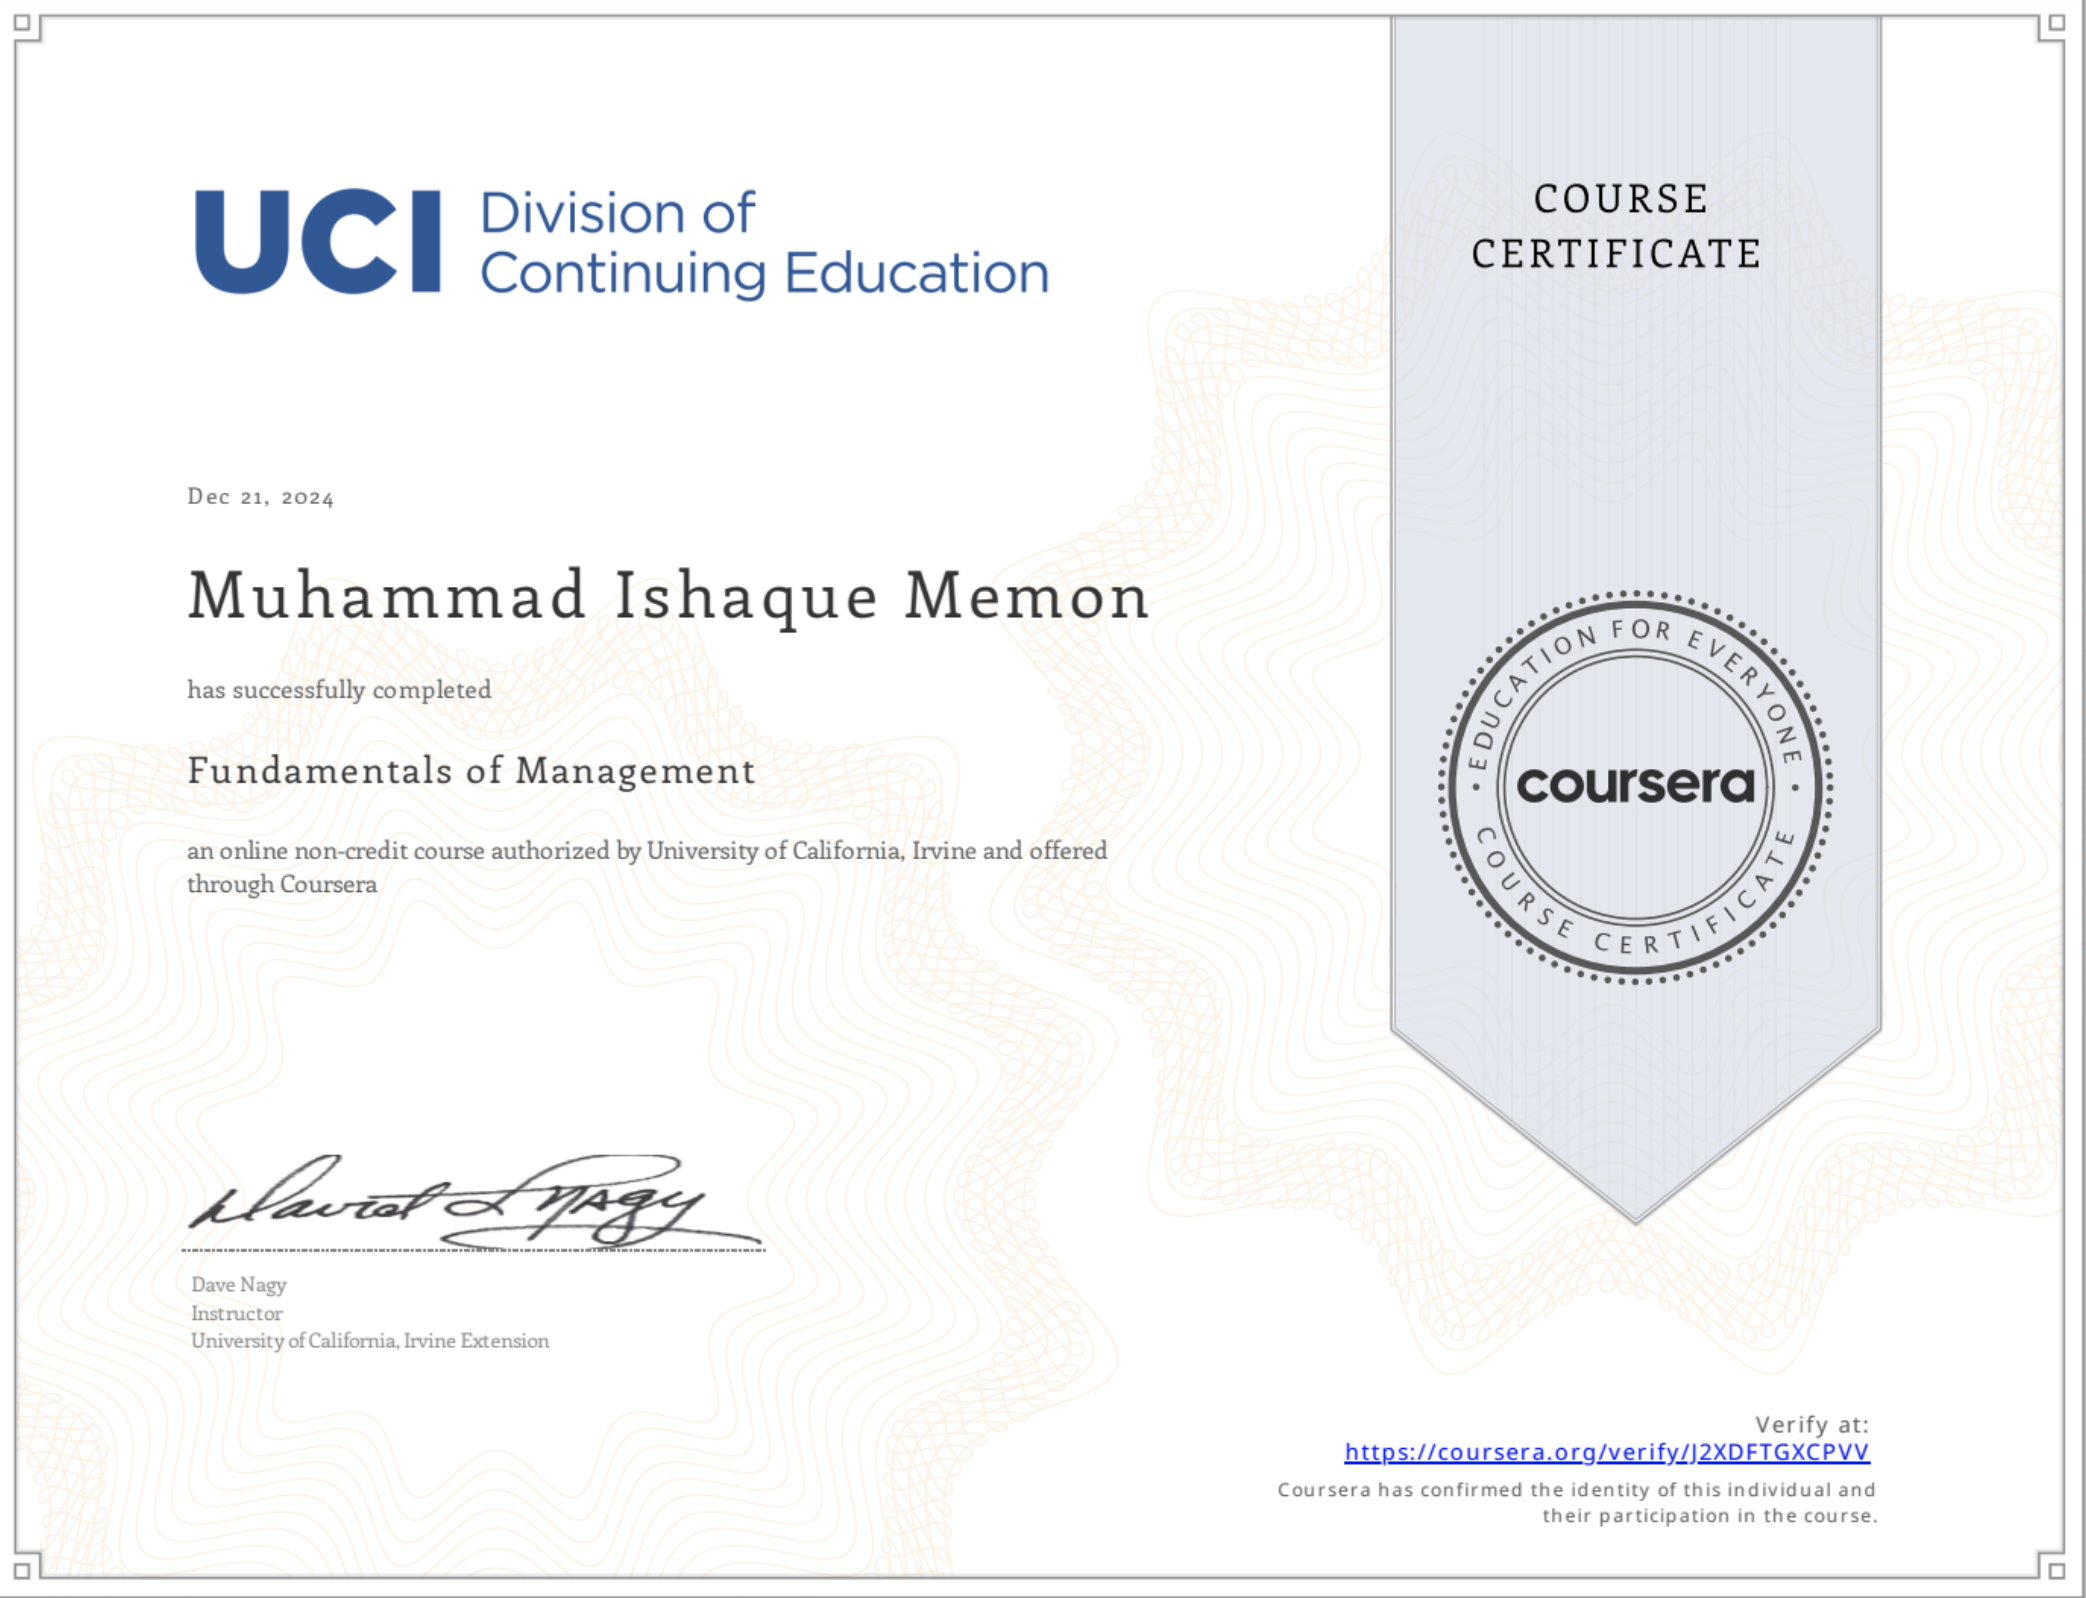 UCI Division of
Continuing Education
COURSE
CERTIFICATE
Dec 21, 2024
Muhammad Ishaque Memon
has successfully completed
Fundamentals of Management
an online non-credit course authorized by University of California, Irvine and offered
through Coursera
EDUCATION FOR EVERYONE
coursera
COURSE CERTIFICATE
David L Nagy
Dave Nagy
Instructor
University of California, Irvine Extension
Verify at:
https://coursera.org/verify/J2XDFTGXCPVV
Coursera has confirmed the identity of this individual and
their participation in the course.